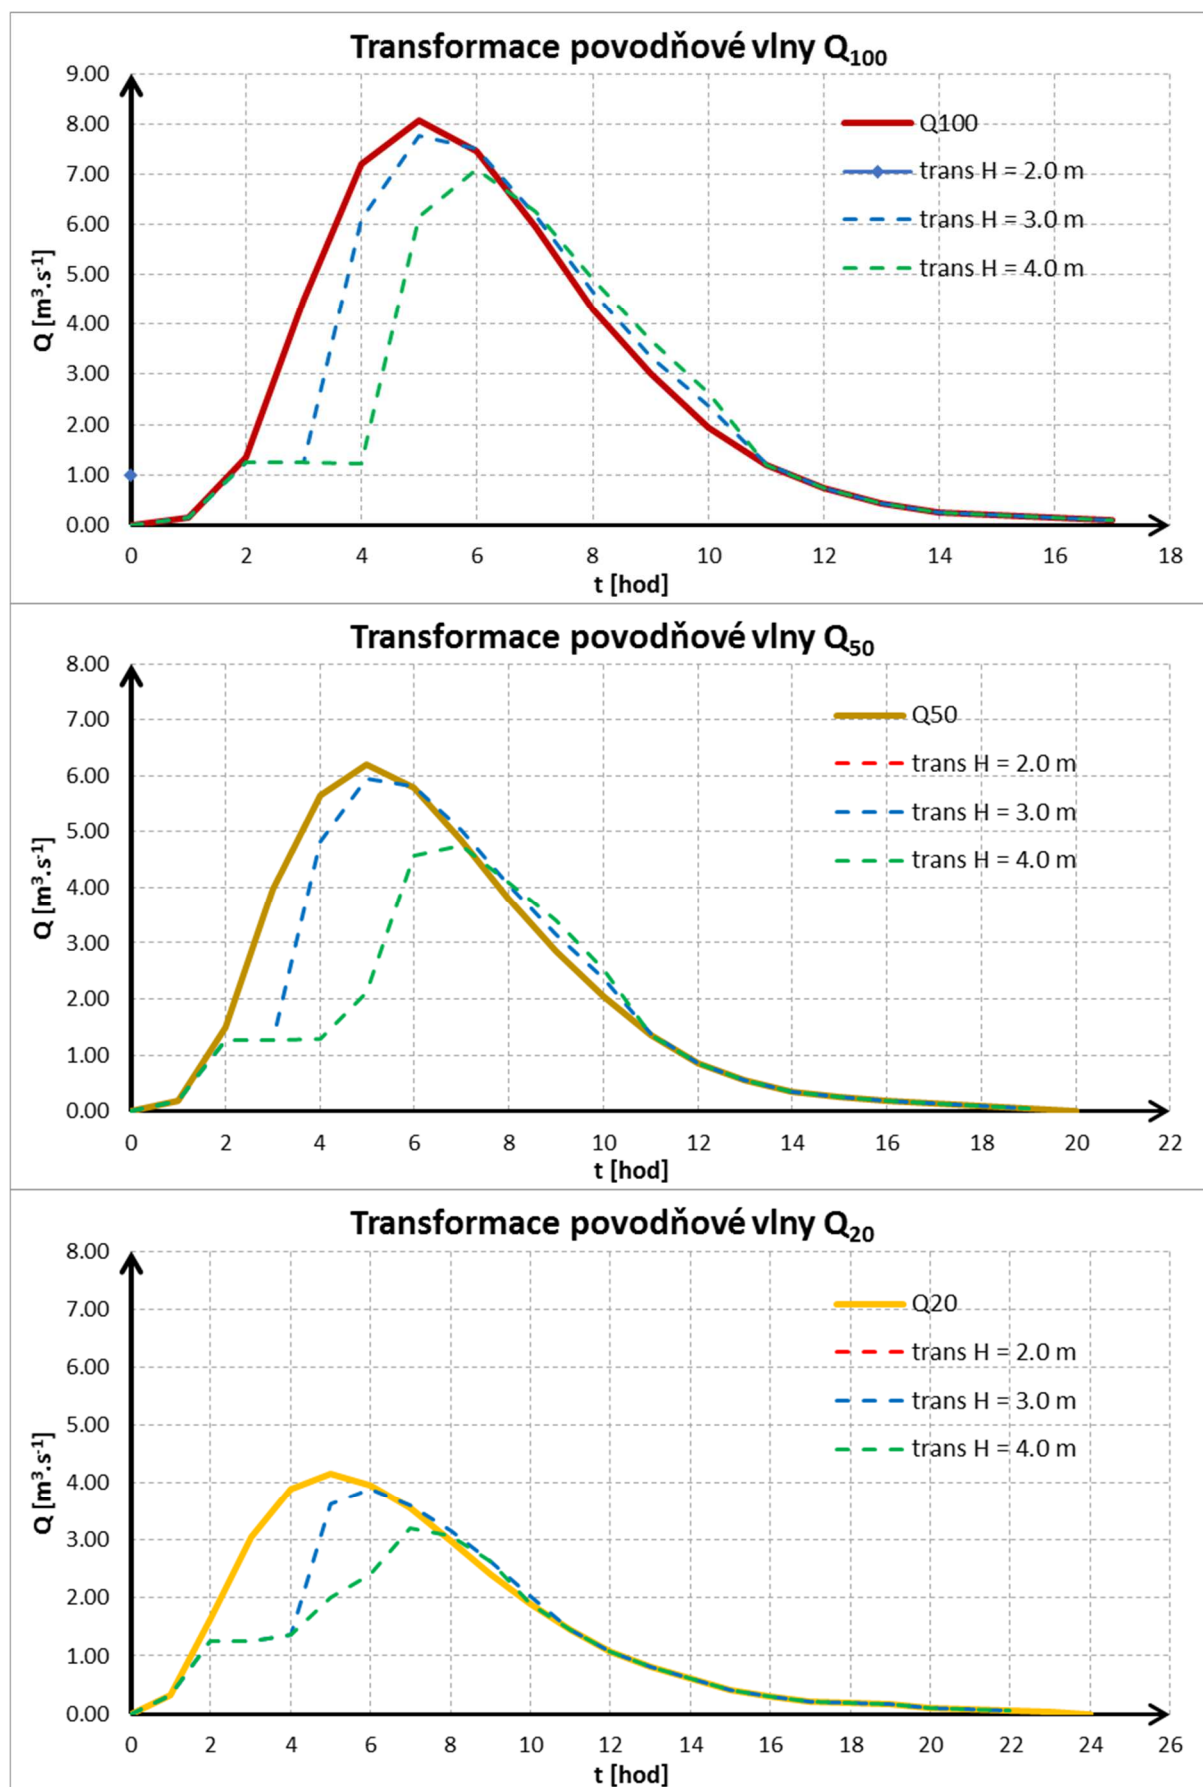 Transformace povodňové vlny Q₁₀₀
9.00
8.00
7.00
6.00
5.00
4.00
3.00
2.00
1.00
0.00
Q [m³.s⁻¹]
Q100
trans H = 2.0 m
trans H = 3.0 m
trans H = 4.0 m
0 2 4 6 8 10 12 14 16 18
t [hod]
Transformace povodňové vlny Q₅₀
8.00
7.00
6.00
5.00
4.00
3.00
2.00
1.00
0.00
Q [m³.s⁻¹]
Q50
trans H = 2.0 m
trans H = 3.0 m
trans H = 4.0 m
0 2 4 6 8 10 12 14 16 18 20 22
t [hod]
Transformace povodňové vlny Q₂₀
8.00
7.00
6.00
5.00
4.00
3.00
2.00
1.00
0.00
Q [m³.s⁻¹]
Q20
trans H = 2.0 m
trans H = 3.0 m
trans H = 4.0 m
0 2 4 6 8 10 12 14 16 18 20 22 24 26
t [hod]